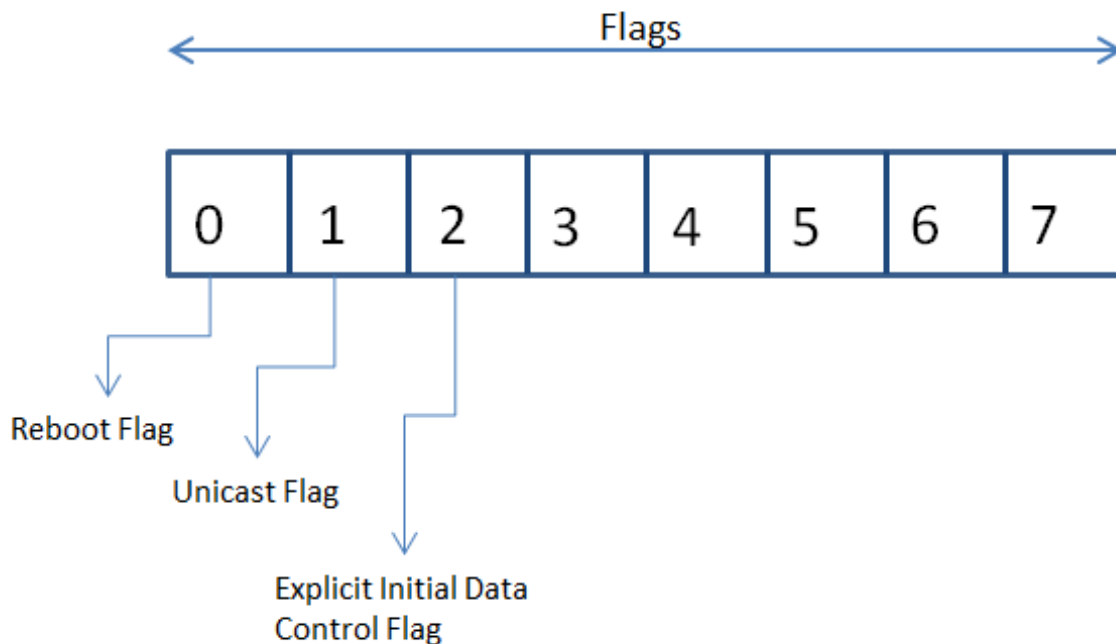 Flags
0 1 2 3 4 5 6 7
Reboot Flag
Unicast Flag
Explicit Initial Data
Control Flag